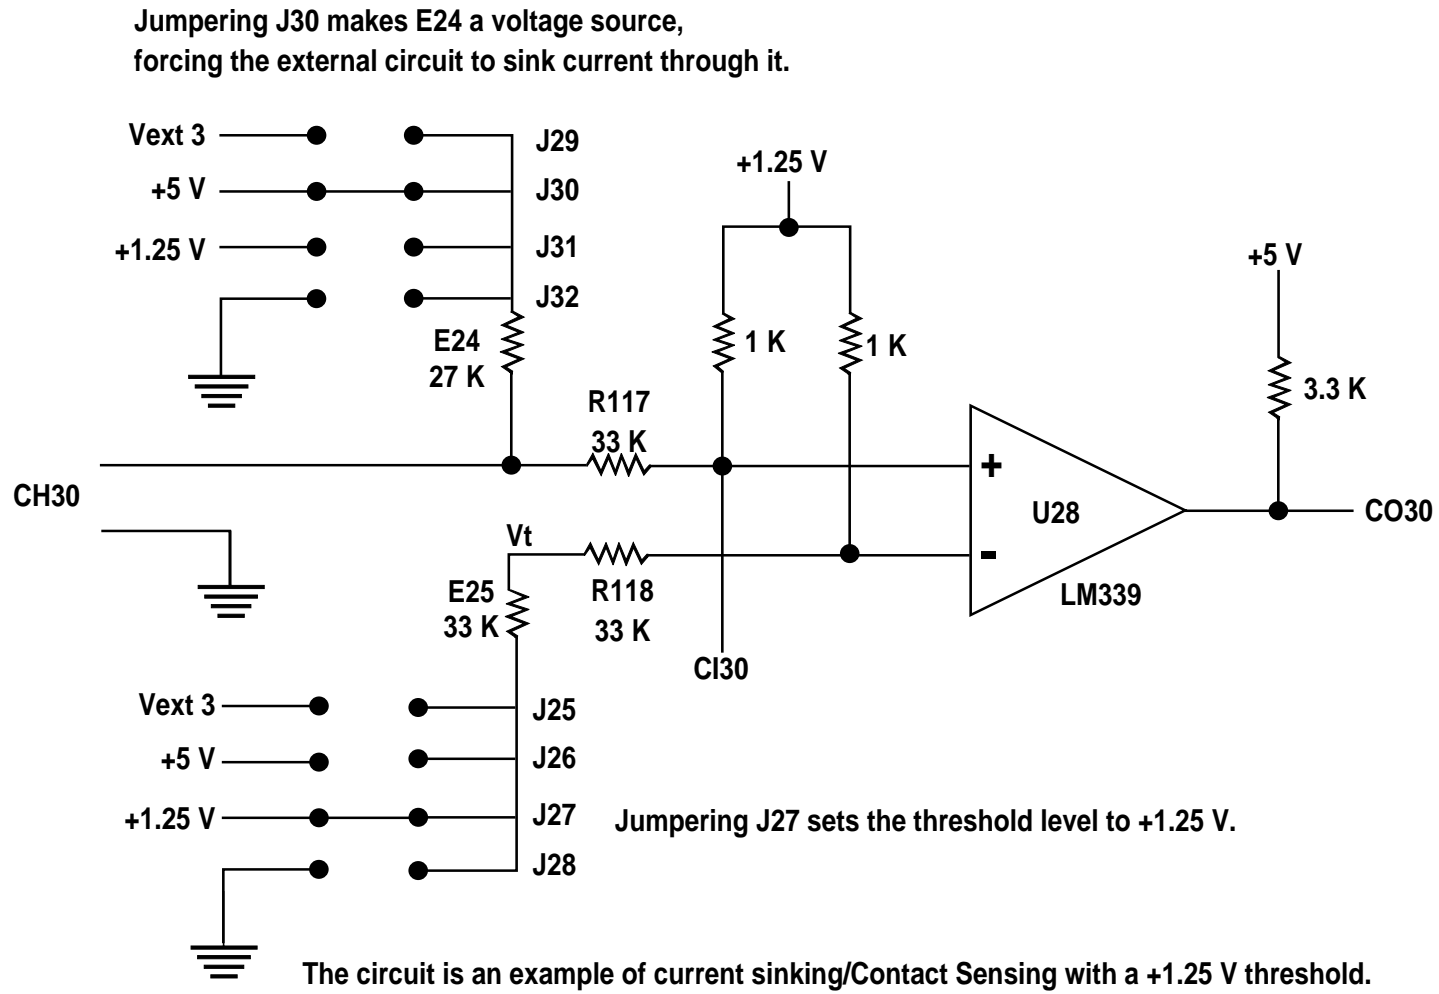 Jumpering J30 makes E24 a voltage source,
forcing the external circuit to sink current through it.
Vext 3
J29
+5 V
J30
+1.25 V
J31
J32
E24
27 K
+1.25 V
1 K
1 K
+5 V
3.3 K
R117
33 K
CH30
+
-
U28
LM339
CO30
Vt
E25
33 K
R118
33 K
CI30
Vext 3
J25
+5 V
J26
+1.25 V
J27
J28
Jumpering J27 sets the threshold level to +1.25 V.
The circuit is an example of current sinking/Contact Sensing with a +1.25 V threshold.